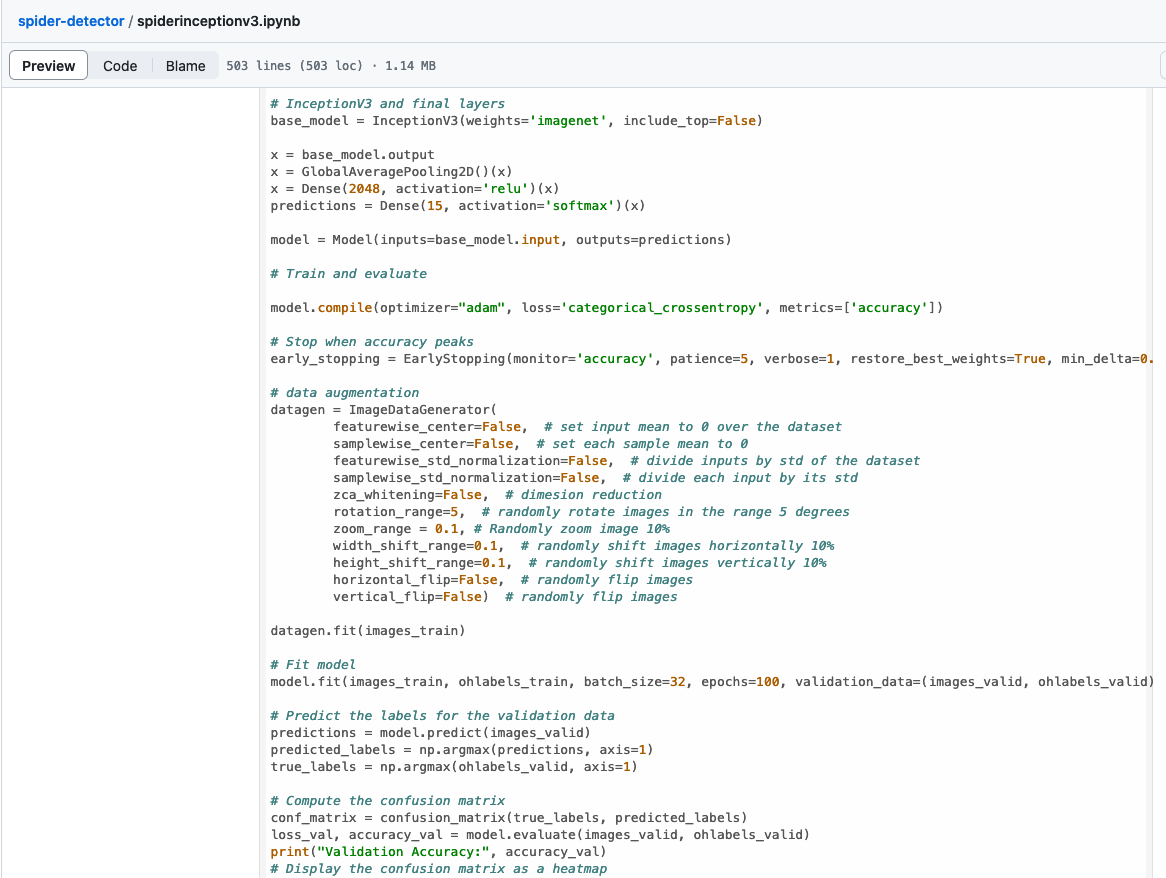 spider-detector / spiderinceptionv3.ipynb
Preview Code Blame 503 lines (503 loc) · 1.14 MB
# InceptionV3 and final layers
base_model = InceptionV3(weights='imagenet', include_top=False)
x = base_model.output
x = GlobalAveragePooling2D()(x)
x = Dense(2048, activation='relu')(x)
predictions = Dense(15, activation='softmax')(x)
model = Model(inputs=base_model.input, outputs=predictions)
# Train and evaluate
model.compile(optimizer="adam", loss='categorical_crossentropy', metrics=['accuracy'])
# Stop when accuracy peaks
early_stopping = EarlyStopping(monitor='accuracy', patience=5, verbose=1, restore_best_weights=True, min_delta=0.
# data augmentation
datagen = ImageDataGenerator(
featurewise_center=False,  # set input mean to 0 over the dataset
samplewise_center=False,  # set each sample mean to 0
featurewise_std_normalization=False,  # divide inputs by std of the dataset
samplewise_std_normalization=False,  # divide each input by its std
zca_whitening=False,  # dimesion reduction
rotation_range=5,  # randomly rotate images in the range 5 degrees
zoom_range = 0.1, # Randomly zoom image 10%
width_shift_range=0.1,  # randomly shift images horizontally 10%
height_shift_range=0.1,  # randomly shift images vertically 10%
horizontal_flip=False,  # randomly flip images
vertical_flip=False)  # randomly flip images
datagen.fit(images_train)
# Fit model
model.fit(images_train, ohlabels_train, batch_size=32, epochs=100, validation_data=(images_valid, ohlabels_valid)
# Predict the labels for the validation data
predictions = model.predict(images_valid)
predicted_labels = np.argmax(predictions, axis=1)
true_labels = np.argmax(ohlabels_valid, axis=1)
# Compute the confusion matrix
conf_matrix = confusion_matrix(true_labels, predicted_labels)
loss_val, accuracy_val = model.evaluate(images_valid, ohlabels_valid)
print("Validation Accuracy:", accuracy_val)
# Display the confusion matrix as a heatmap